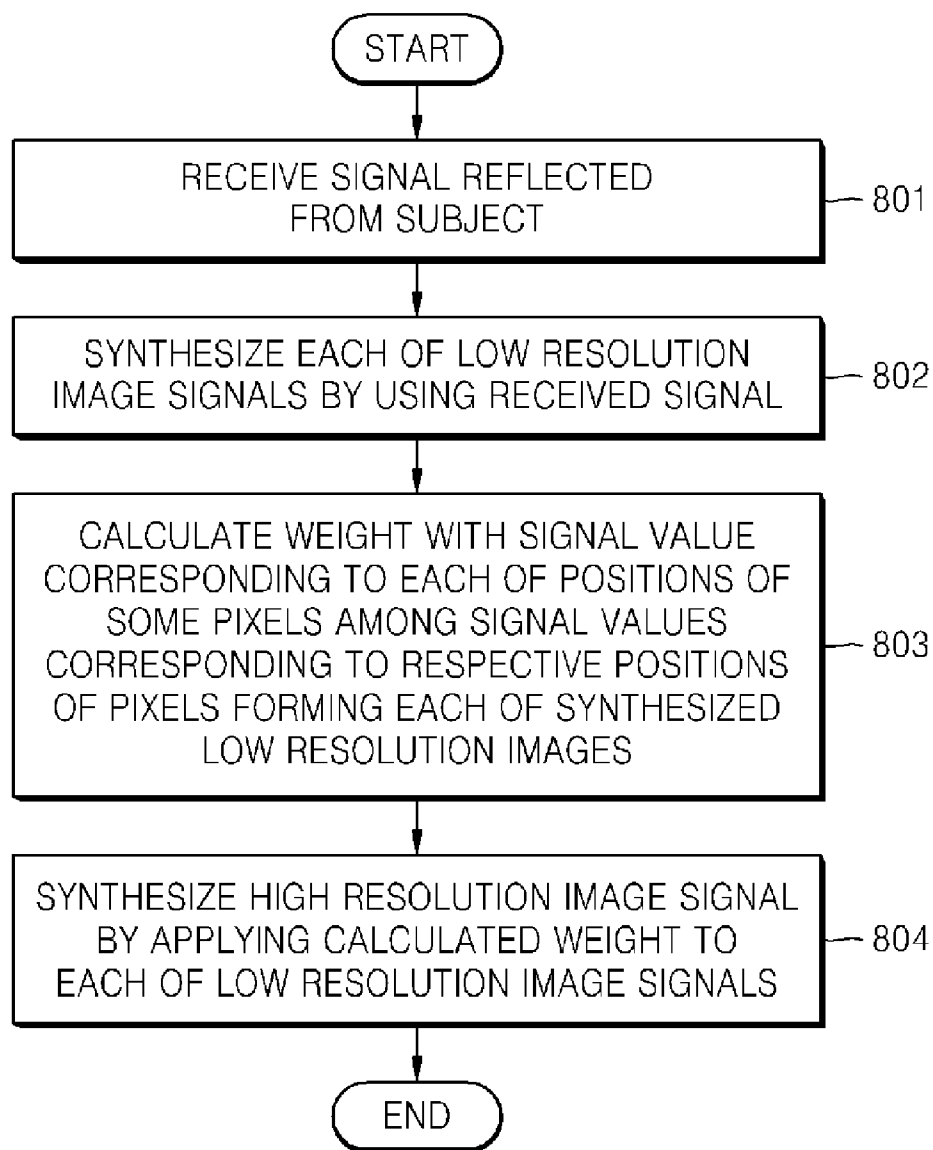 START
RECEIVE SIGNAL REFLECTED
FROM SUBJECT
801
SYNTHESIZE EACH OF LOW RESOLUTION
IMAGE SIGNALS BY USING RECEIVED SIGNAL
802
CALCULATE WEIGHT WITH SIGNAL VALUE
CORRESPONDING TO EACH OF POSITIONS OF
SOME PIXELS AMONG SIGNAL VALUES
CORRESPONDING TO RESPECTIVE POSITIONS
OF PIXELS FORMING EACH OF SYNTHESIZED
LOW RESOLUTION IMAGES
803
SYNTHESIZE HIGH RESOLUTION IMAGE SIGNAL
BY APPLYING CALCULATED WEIGHT TO
EACH OF LOW RESOLUTION IMAGE SIGNALS
804
END